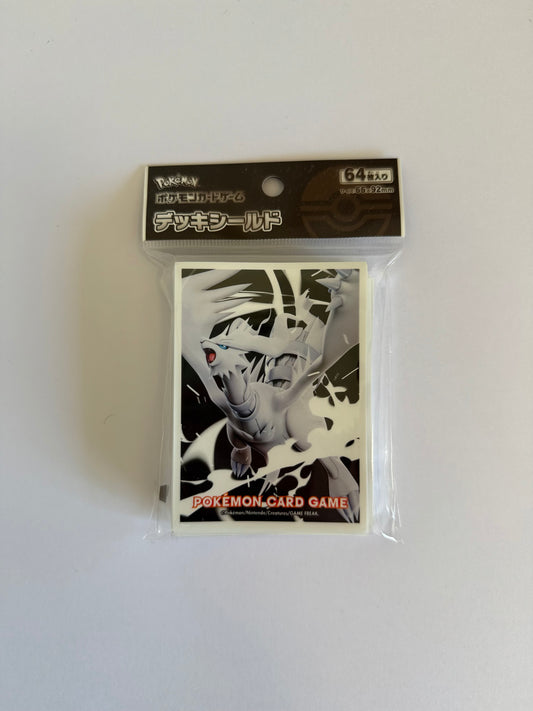 Pokémon
ポケモンカードゲーム
デッキシールド
64枚入り
サイズ:66×92mm
POKÉMON CARD GAME
©Pokémon/Nintendo/Creatures/GAME FREAK.